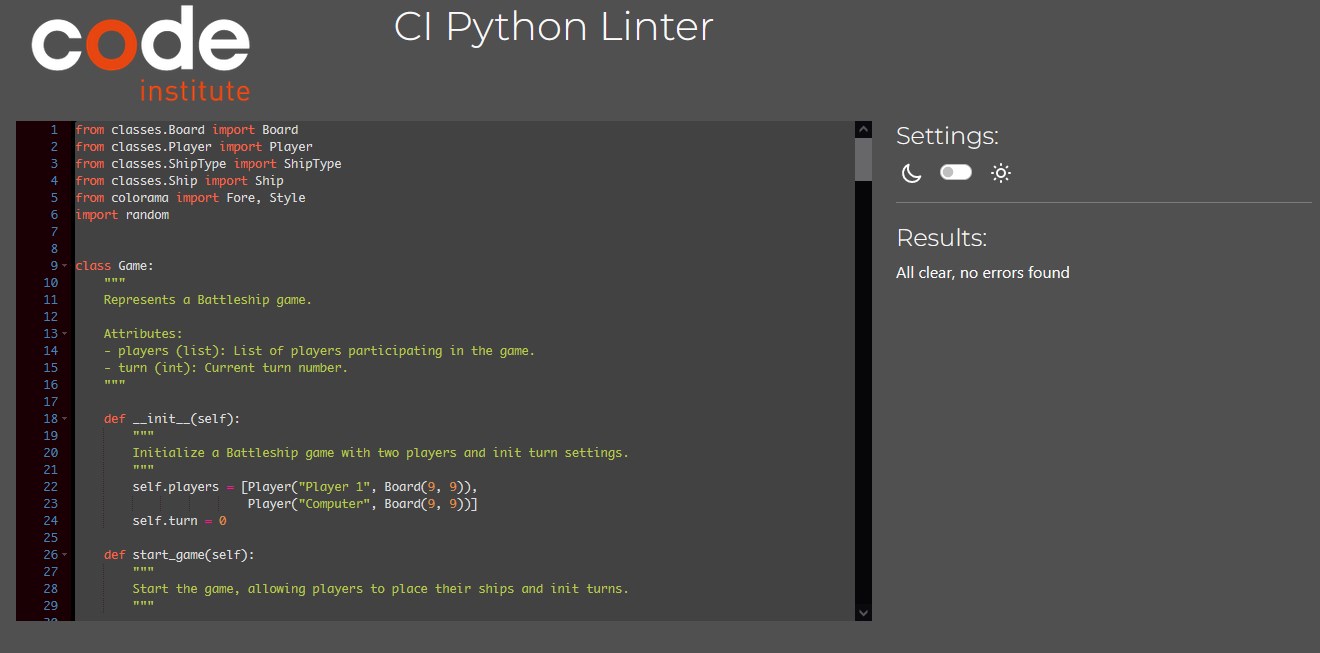 code
institute
CI Python Linter
1 from classes.Board import Board
2 from classes.Player import Player
3 from classes.ShipType import ShipType
4 from classes.Ship import Ship
5 from colorama import Fore, Style
6 import random
7
8
9 class Game:
10     """
11     Represents a Battleship game.
12
13     Attributes:
14     - players (list): List of players participating in the game.
15     - turn (int): Current turn number.
16     """
17
18     def __init__(self):
19         """
20         Initialize a Battleship game with two players and init turn settings.
21         """
22         self.players = [Player("Player 1", Board(9, 9)),
23                         Player("Computer", Board(9, 9))]
24         self.turn = 0
25
26     def start_game(self):
27         """
28         Start the game, allowing players to place their ships and init turns.
29         """
Settings:
Results:
All clear, no errors found